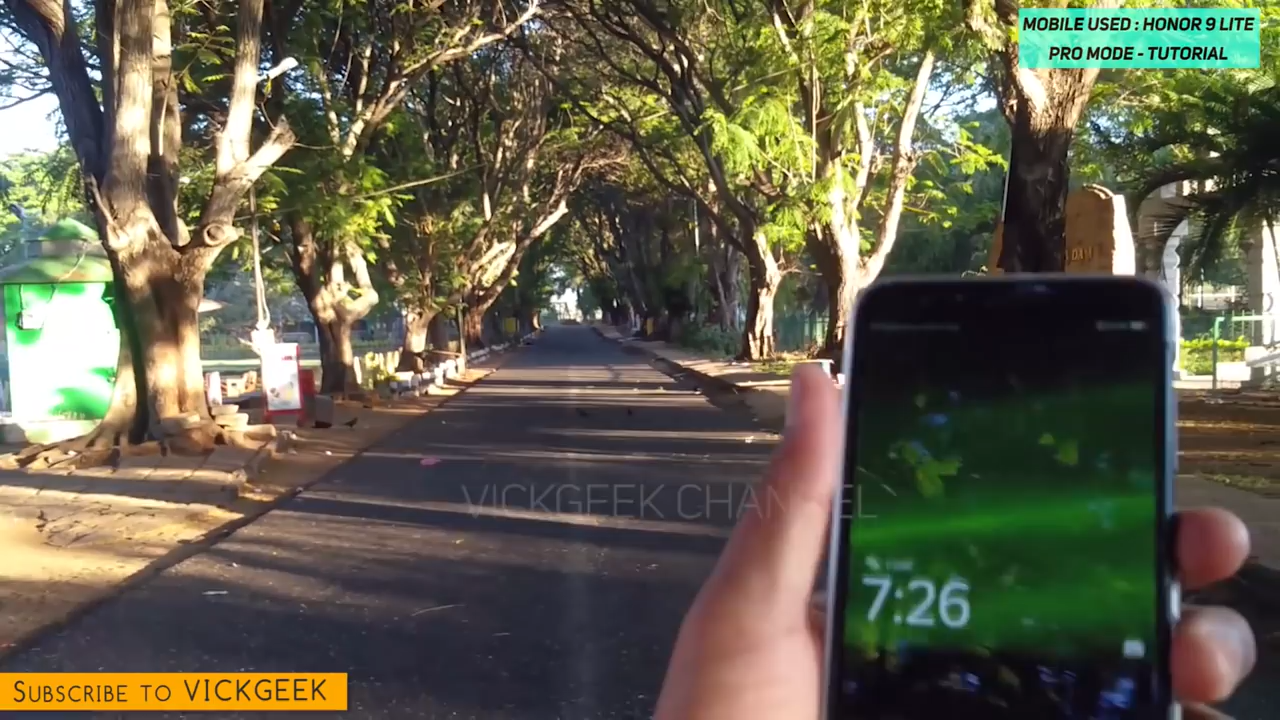 MOBILE USED : HONOR 9 LITE
PRO MODE - TUTORIAL
VICKGEEK CHANNEL
7:26
SUBSCRIBE TO VICKGEEK